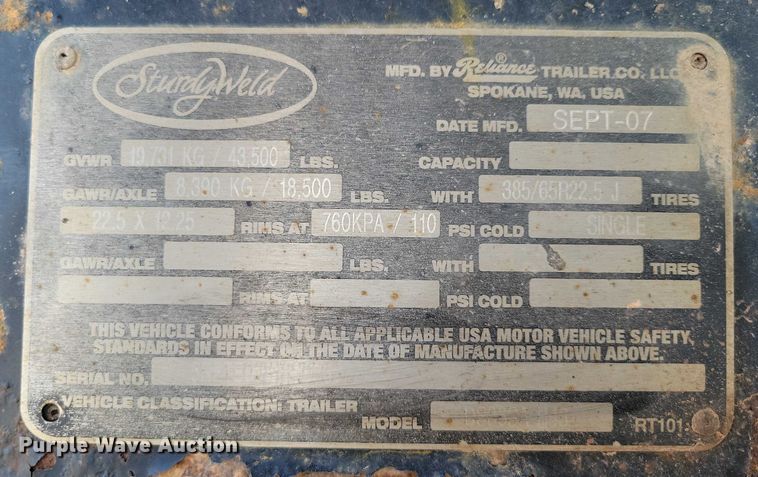 SturdyWeld
MFD. BY Reliance ® TRAILER CO. LLC
SPOKANE, WA. USA
DATE MFD. SEPT-07
GVWR 19,731 KG / 43,500 LBS. CAPACITY
GAWR/AXLE 8,390 KG / 18,500 LBS. WITH 385/65R22.5 J TIRES
22.5 X 12.25 RIMS AT 760KPA / 110 PSI COLD SINGLE
GAWR/AXLE LBS. WITH TIRES
RIMS AT PSI COLD
THIS VEHICLE CONFORMS TO ALL APPLICABLE USA MOTOR VEHICLE SAFETY
STANDARDS IN EFFECT ON THE DATE OF MANUFACTURE SHOWN ABOVE.
SERIAL NO.
VEHICLE CLASSIFICATION: TRAILER
MODEL RT101
Purple Wave Auction